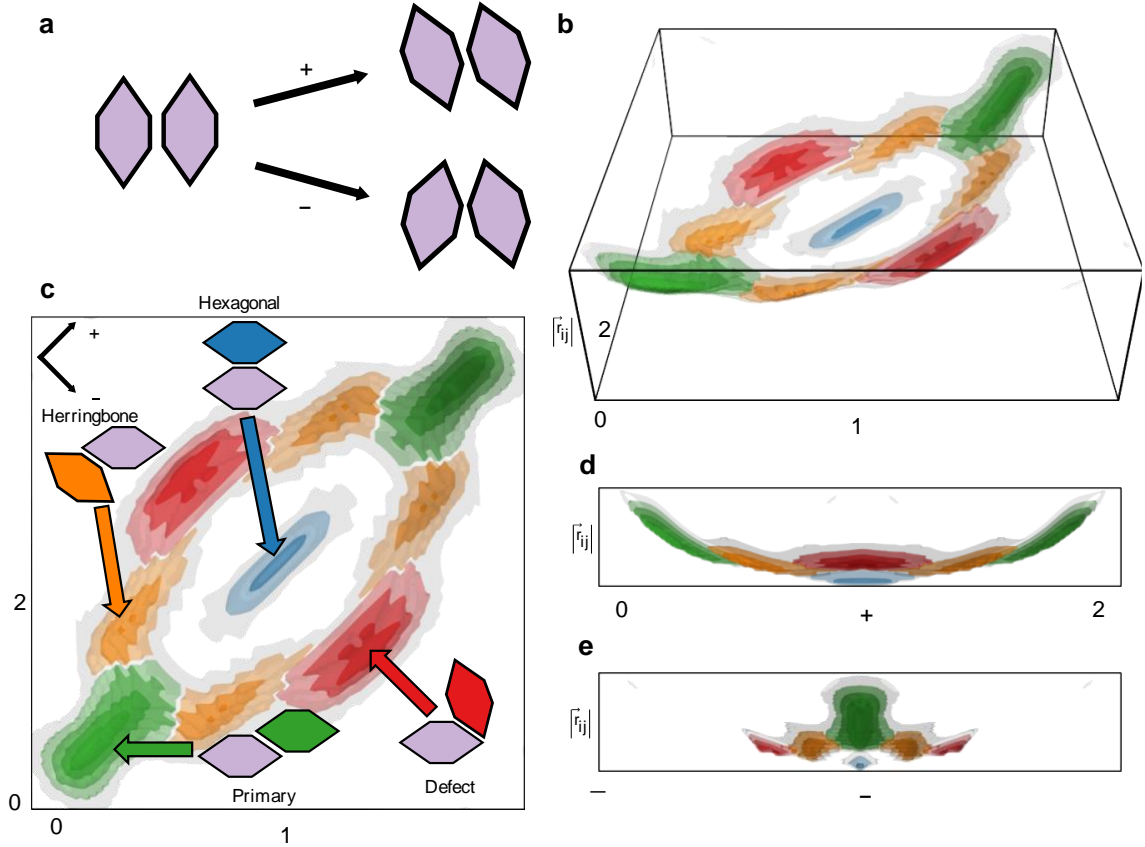 a
+
−
b
|r⃗ij|
2
0
1
c
+
−
Hexagonal
Herringbone
2
0
0
1
Primary
Defect
d
|r⃗ij|
0
+
2
e
|r⃗ij|
−
−